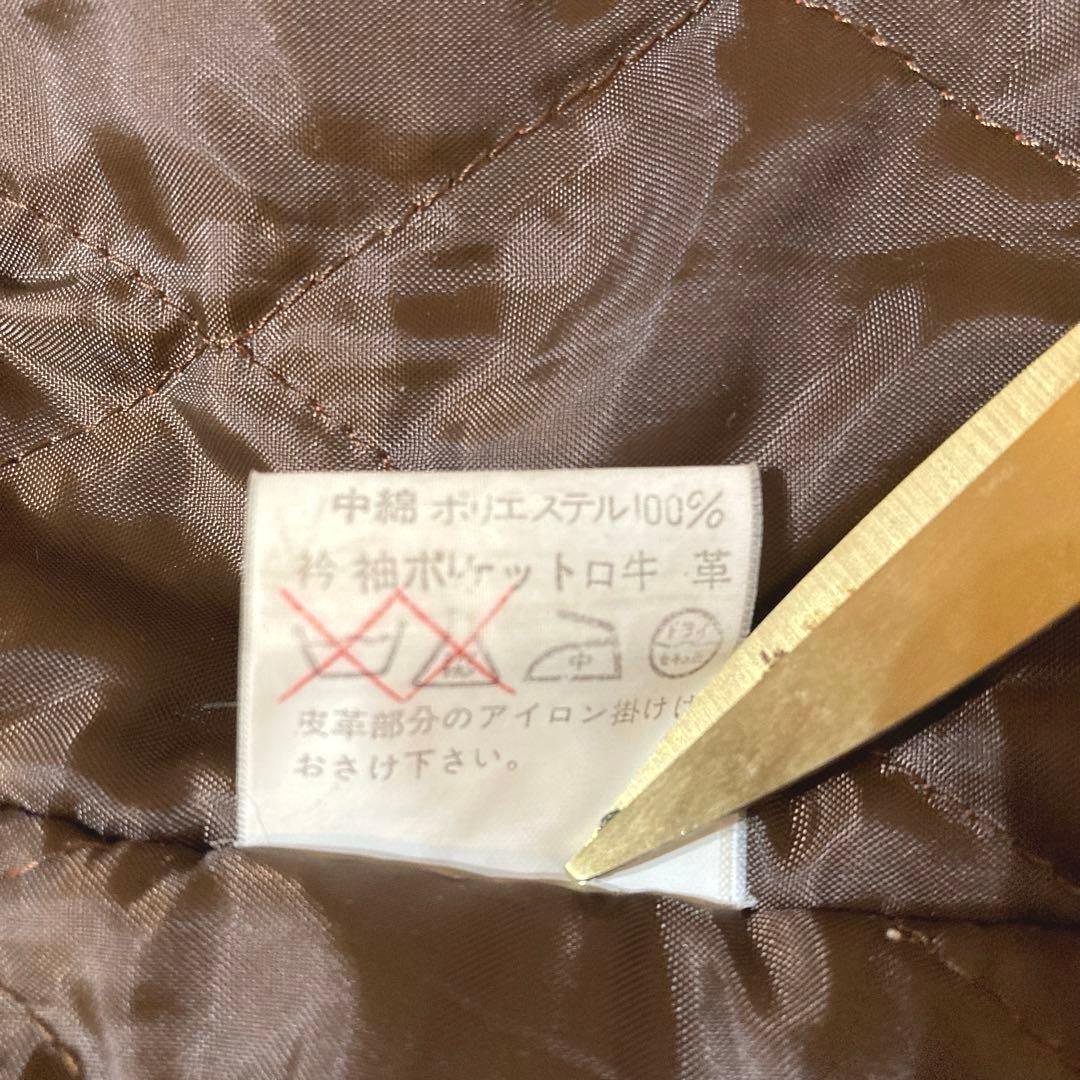 中綿 ポリエステル100%
衿 袖ポケット口牛 革
中 ドライ
皮革部分のアイロン掛けは
おさけ下さい。